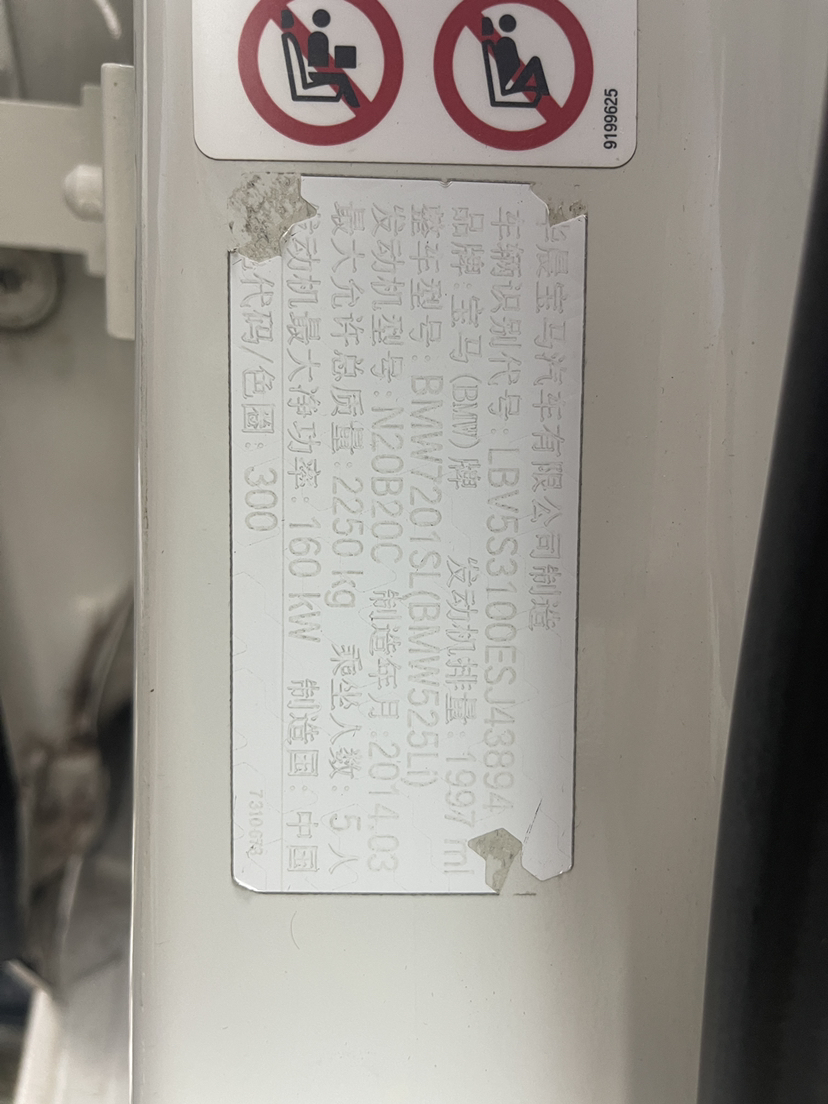 9199625
华晨宝马汽车有限公司制造
车辆识别代号: LBV5S3100ESJ43894
品牌:宝马(BMW)牌 发动机排量: 1997 ml
整车型号: BMW7201SL(BMW525Li)
发动机型号:N20B20C 制造年月:2014.03
最大允许总质量:2250 kg 乘坐人数: 5人
动机最大净功率: 160 kW 制造国: 中国
代码/色圈: 300